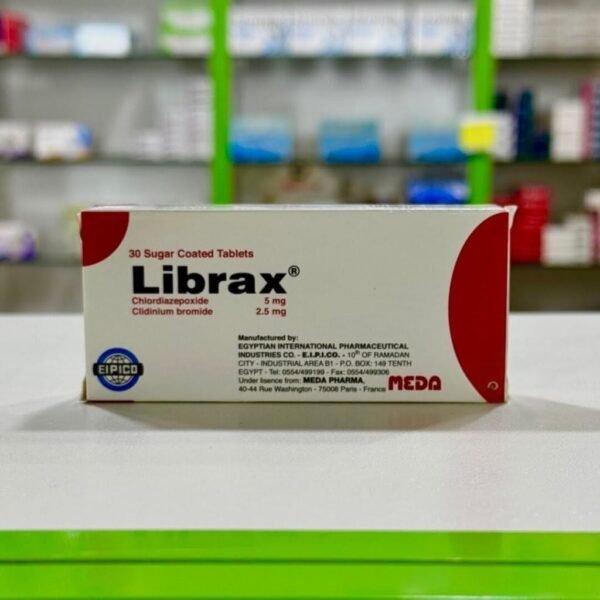 30 Sugar Coated Tablets
Librax®
Chlordiazepoxide 5 mg
Clidinium bromide 2.5 mg
Manufactured by:
EGYPTIAN INTERNATIONAL PHARMACEUTICAL
INDUSTRIES CO. - E.I.P.I.CO. - 10th OF RAMADAN
CITY - INDUSTRIAL AREA B1 - P.O. BOX: 149 TENTH
EGYPT - Tel: 0554/499199 - Fax: 0554/499306
Under lisence from: MEDA PHARMA,
40-44 Rue Washington - 75008 Paris - France
MEDA
EIPICO